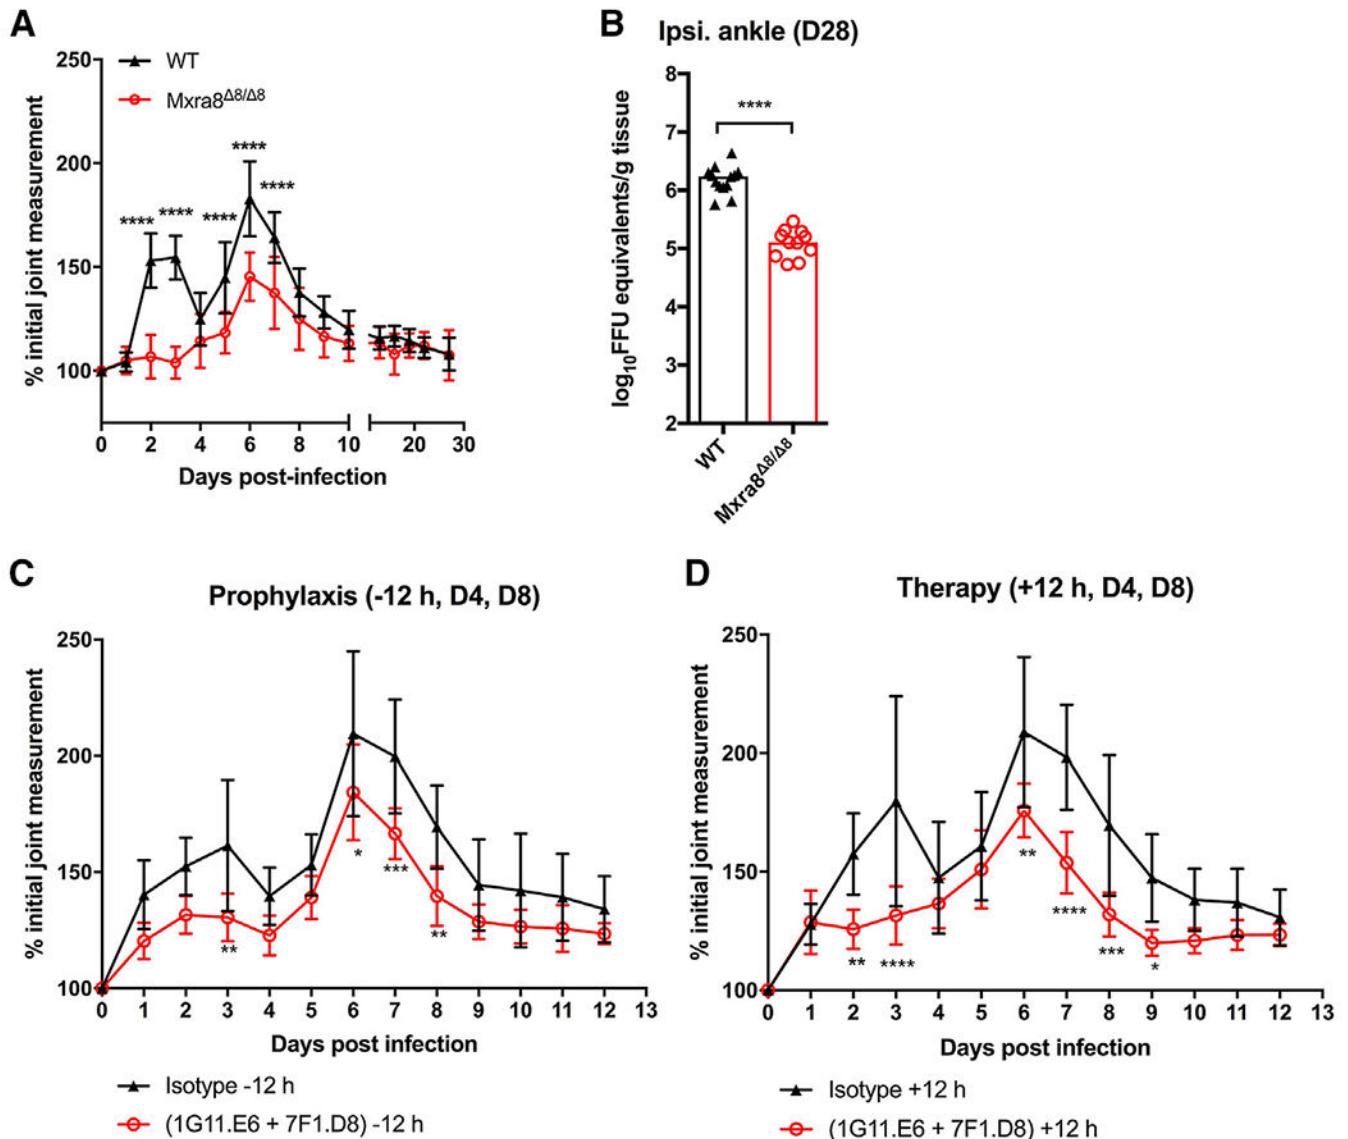 A
WT
Mxra8Δ8/Δ8
% initial joint measurement
250
200
150
100
****
****
****
****
****
0 2 4 6 8 10 20 30
Days post-infection
B
Ipsi. ankle (D28)
log10FFU equivalents/g tissue
8
7
6
5
4
3
2
****
WT
Mxra8Δ8/Δ8
C
Prophylaxis (-12 h, D4, D8)
% initial joint measurement
250
200
150
100
**
*
***
**
0 1 2 3 4 5 6 7 8 9 10 11 12 13
Days post infection
Isotype -12 h
(1G11.E6 + 7F1.D8) -12 h
D
Therapy (+12 h, D4, D8)
% initial joint measurement
250
200
150
100
**
****
**
****
***
*
0 1 2 3 4 5 6 7 8 9 10 11 12 13
Days post infection
Isotype +12 h
(1G11.E6 + 7F1.D8) +12 h